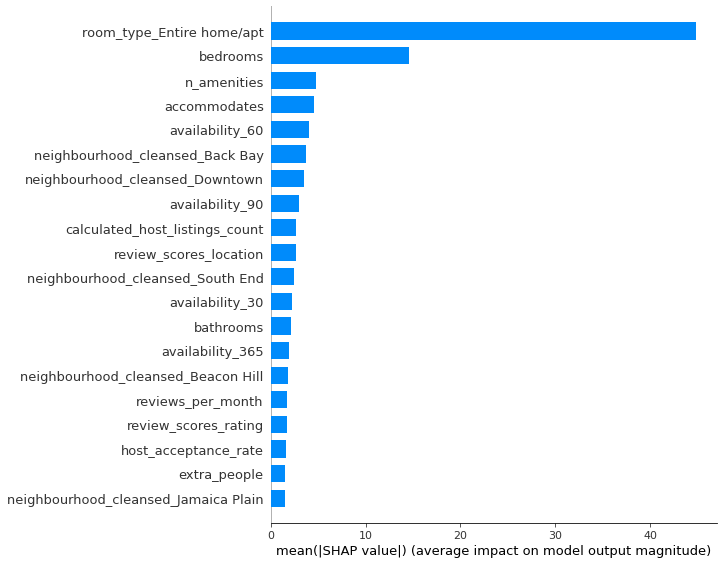 room_type_Entire home/apt
bedrooms
n_amenities
accommodates
availability_60
neighbourhood_cleansed_Back Bay
neighbourhood_cleansed_Downtown
availability_90
calculated_host_listings_count
review_scores_location
neighbourhood_cleansed_South End
availability_30
bathrooms
availability_365
neighbourhood_cleansed_Beacon Hill
reviews_per_month
review_scores_rating
host_acceptance_rate
extra_people
neighbourhood_cleansed_Jamaica Plain
0 10 20 30 40
mean(|SHAP value|) (average impact on model output magnitude)